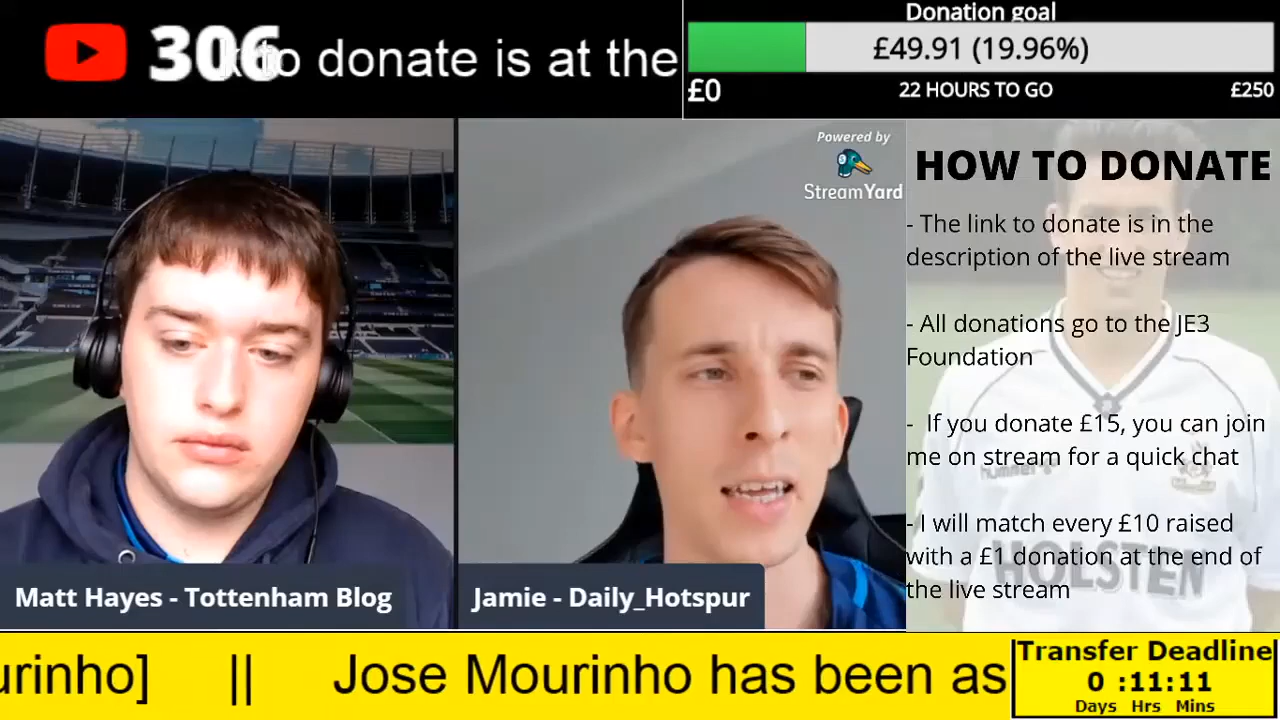 306
to donate is at the
Donation goal
£49.91 (19.96%)
£0
22 HOURS TO GO
£250
Powered by
StreamYard
HOW TO DONATE
- The link to donate is in the
description of the live stream
- All donations go to the JE3
Foundation
- If you donate £15, you can join
me on stream for a quick chat
- I will match every £10 raised
with a £1 donation at the end of
the live stream
hummel
HOLSTEN
Matt Hayes - Tottenham Blog
Jamie - Daily_Hotspur
urinho] || Jose Mourinho has been as
Transfer Deadline
0 :11:11
Days Hrs Mins